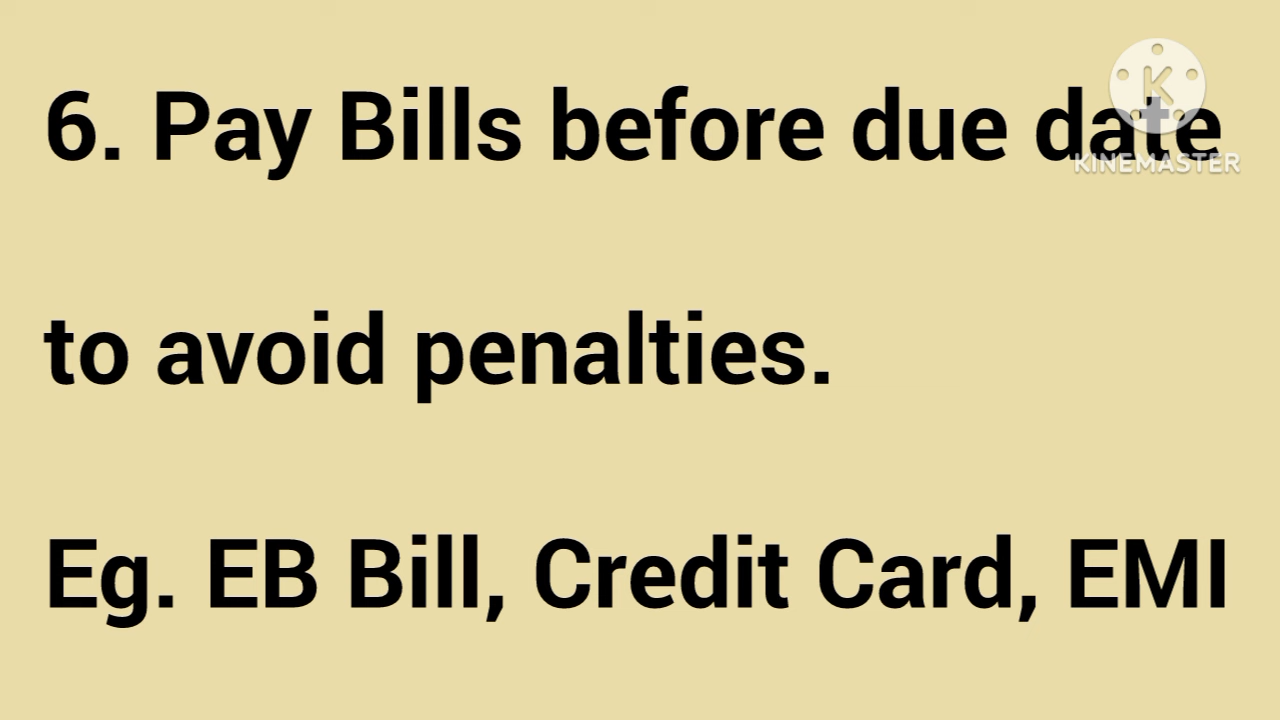 6. Pay Bills before due date
KINEMASTER
to avoid penalties.
Eg. EB Bill, Credit Card, EMI